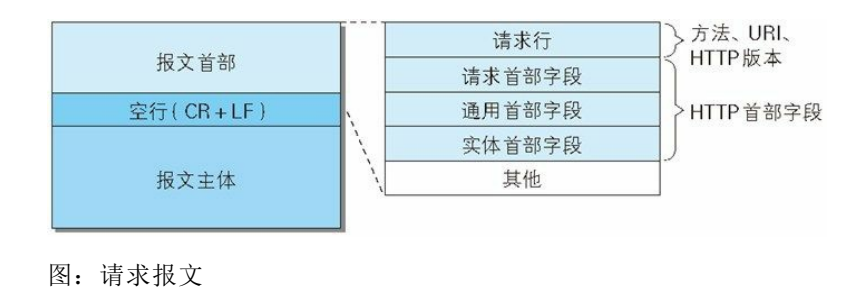 报文首部
空行(CR+LF)
报文主体
请求行
请求首部字段
通用首部字段
实体首部字段
其他
方法、URI、
HTTP版本
HTTP首部字段
图：请求报文